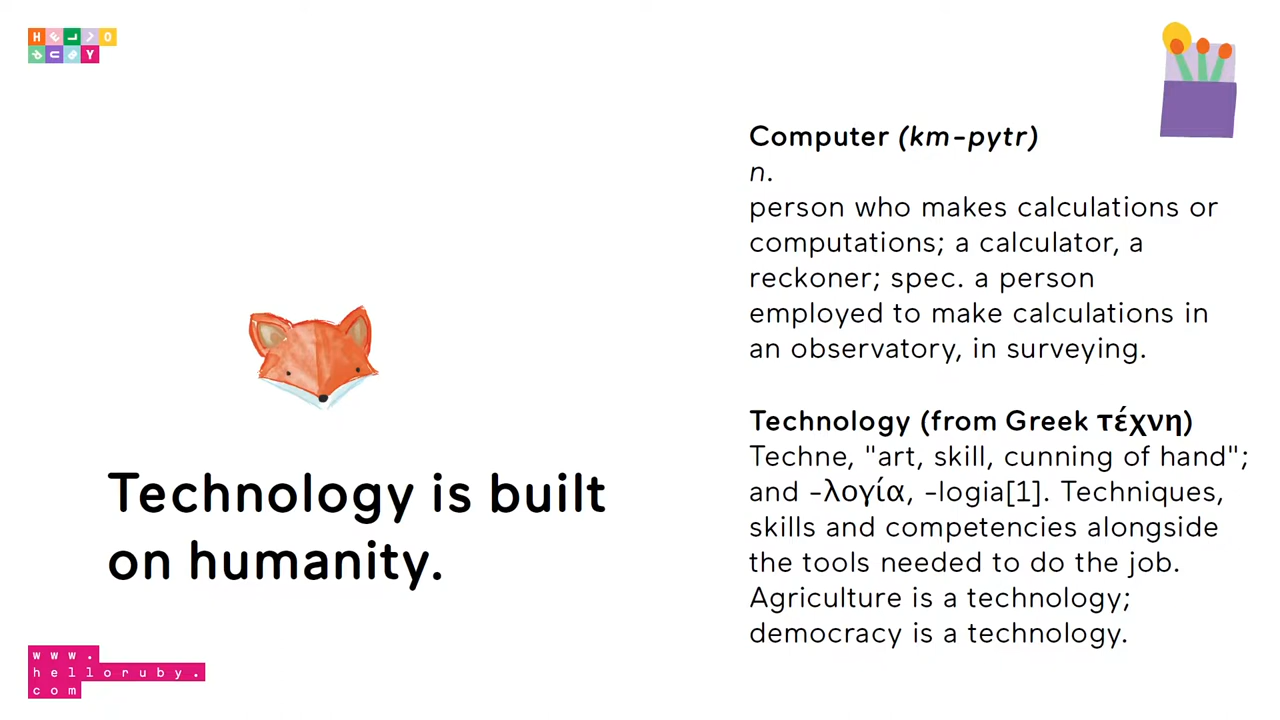 HELLO
RUBY
Computer (km-pytr)
n.
person who makes calculations or
computations; a calculator, a
reckoner; spec. a person
employed to make calculations in
an observatory, in surveying.
Technology (from Greek τέχνη)
Techne, "art, skill, cunning of hand";
and -λογία, -logia[1]. Techniques,
skills and competencies alongside
the tools needed to do the job.
Agriculture is a technology;
democracy is a technology.
Technology is built
on humanity.
www.
helloruby.
com